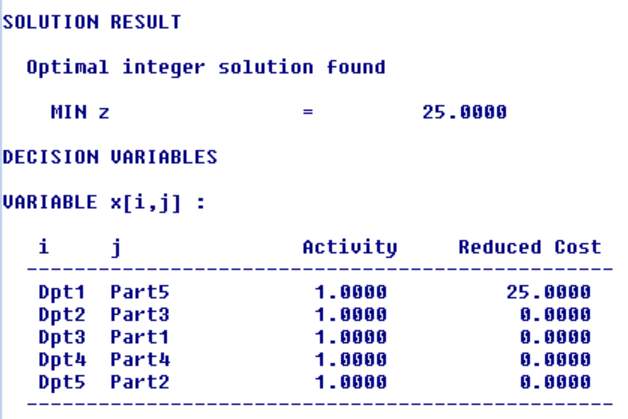 SOLUTION RESULT
Optimal integer solution found
MIN z = 25.0000
DECISION VARIABLES
VARIABLE x[i,j] :
i j Activity Reduced Cost
------------------------------------------------
Dpt1 Part5 1.0000 25.0000
Dpt2 Part3 1.0000 0.0000
Dpt3 Part1 1.0000 0.0000
Dpt4 Part4 1.0000 0.0000
Dpt5 Part2 1.0000 0.0000
------------------------------------------------